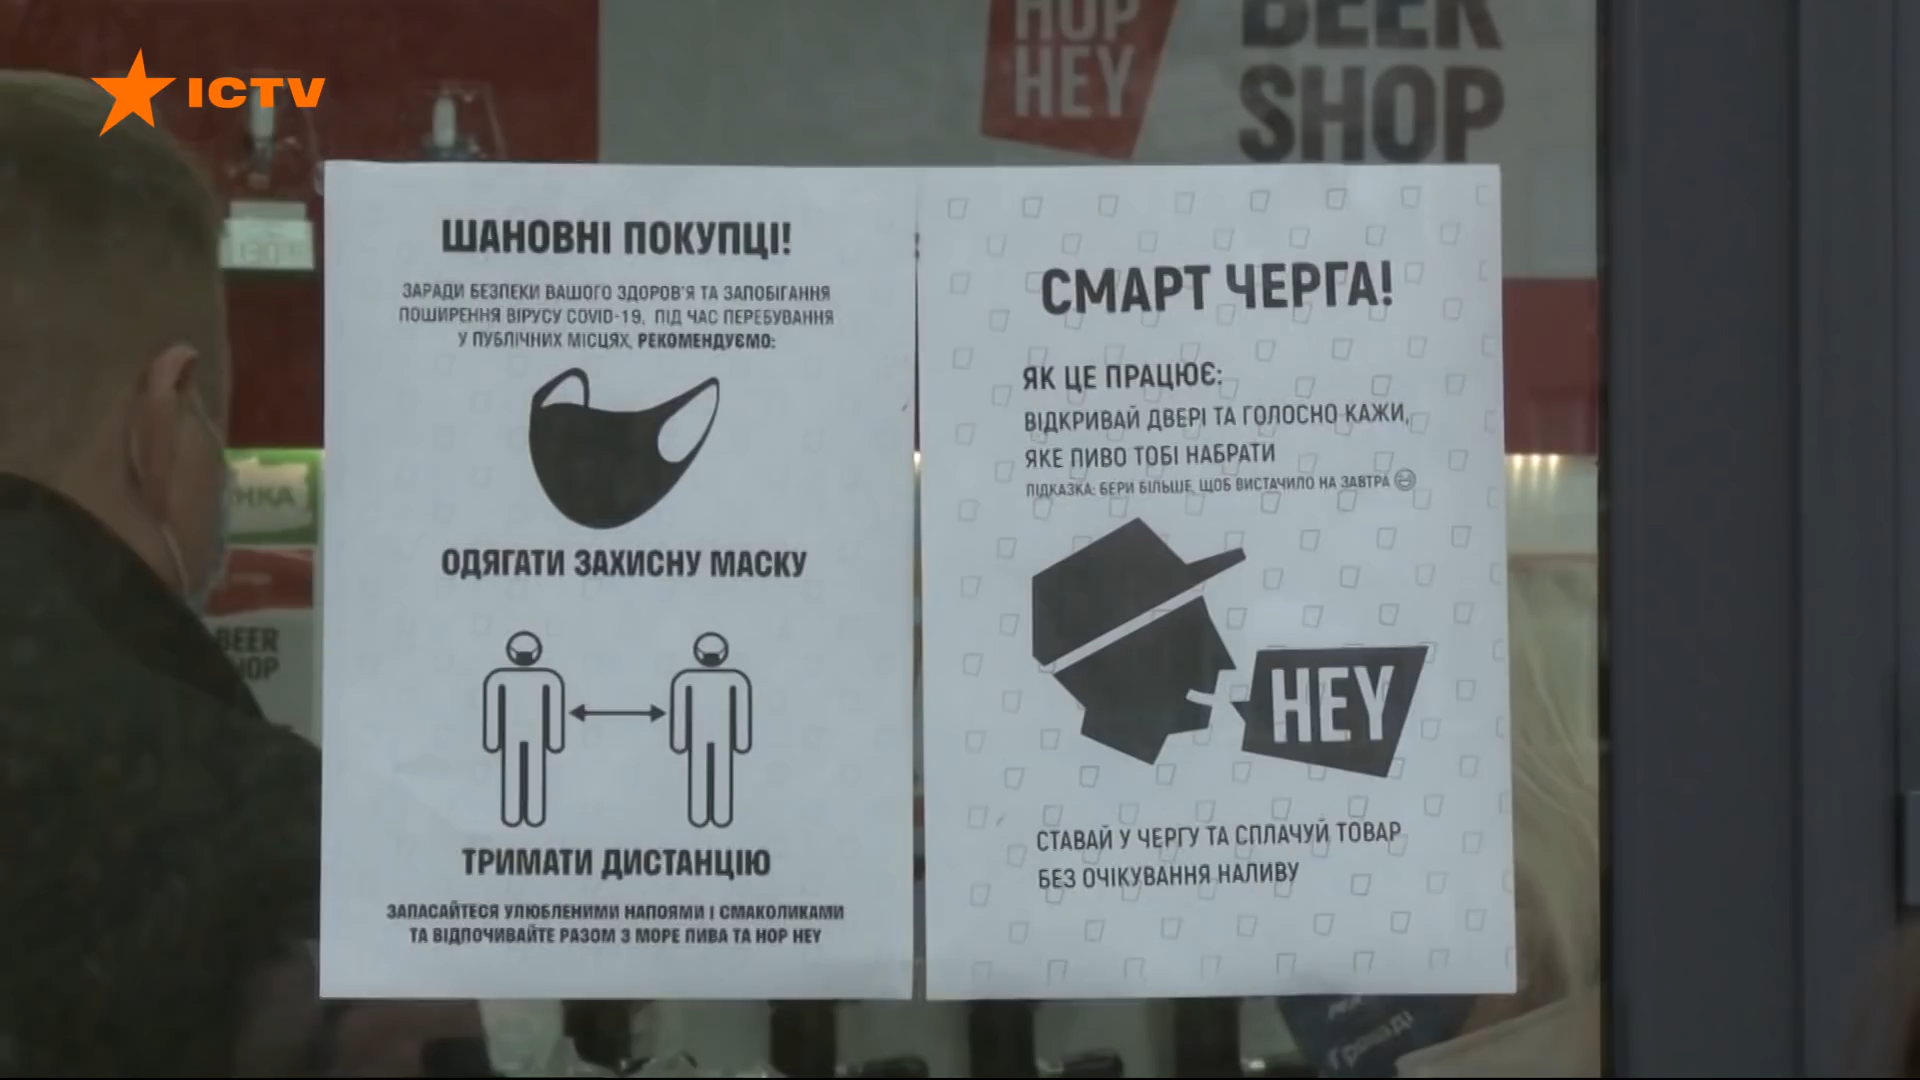 ICTV
HOP
HEY
BEER
SHOP
ШАНОВНІ ПОКУПЦІ!
ЗАРАДИ БЕЗПЕКИ ВАШОГО ЗДОРОВ'Я ТА ЗАПОБІГАННЯ
ПОШИРЕННЯ ВІРУСУ COVID-19, ПІД ЧАС ПЕРЕБУВАННЯ
У ПУБЛІЧНИХ МІСЦЯХ, РЕКОМЕНДУЄМО:
ОДЯГАТИ ЗАХИСНУ МАСКУ
ТРИМАТИ ДИСТАНЦІЮ
ЗАПАСАЙТЕСЯ УЛЮБЛЕНИМИ НАПОЯМИ І СМАКОЛИКАМИ
ТА ВІДПОЧИВАЙТЕ РАЗОМ З МОРЕ ПИВА ТА HOP HEY
СМАРТ ЧЕРГА!
ЯК ЦЕ ПРАЦЮЄ:
ВІДКРИВАЙ ДВЕРІ ТА ГОЛОСНО КАЖИ,
ЯКЕ ПИВО ТОБІ НАБРАТИ
ПІДКАЗКА: БЕРИ БІЛЬШЕ, ЩОБ ВИСТАЧИЛО НА ЗАВТРА 😄
HEY
СТАВАЙ У ЧЕРГУ ТА СПЛАЧУЙ ТОВАР
БЕЗ ОЧІКУВАННЯ НАЛИВУ
BEER
HOP